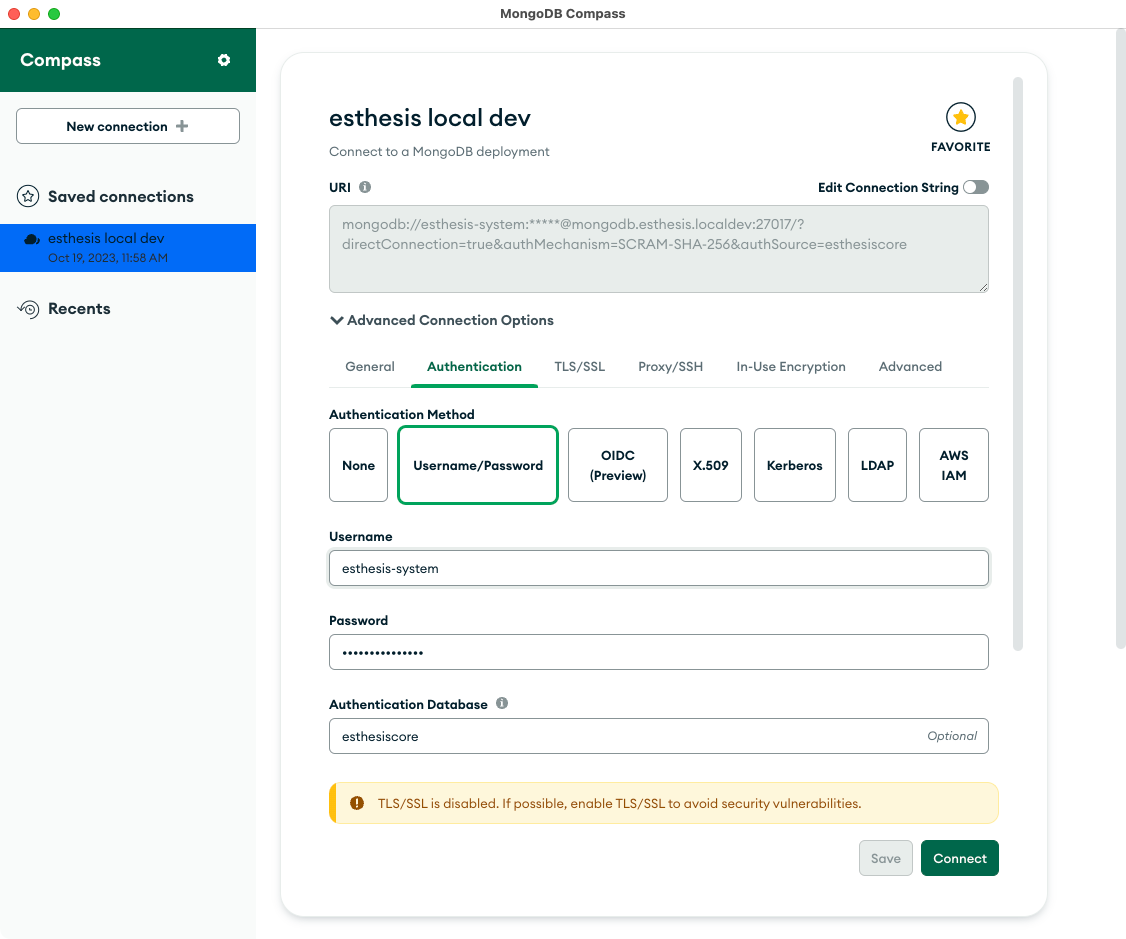 MongoDB Compass
Compass
New connection
Saved connections
esthesis local dev
Oct 19, 2023, 11:58 AM
Recents
esthesis local dev
Connect to a MongoDB deployment
FAVORITE
URI
Edit Connection String
mongodb://esthesis-system:*****@mongodb.esthesis.localdev:27017/?
directConnection=true&authMechanism=SCRAM-SHA-256&authSource=esthesiscore
Advanced Connection Options
General Authentication TLS/SSL Proxy/SSH In-Use Encryption Advanced
Authentication Method
None Username/Password OIDC (Preview) X.509 Kerberos LDAP AWS IAM
Username
esthesis-system
Password
•••••••••••••••
Authentication Database
esthesiscore Optional
TLS/SSL is disabled. If possible, enable TLS/SSL to avoid security vulnerabilities.
Save Connect